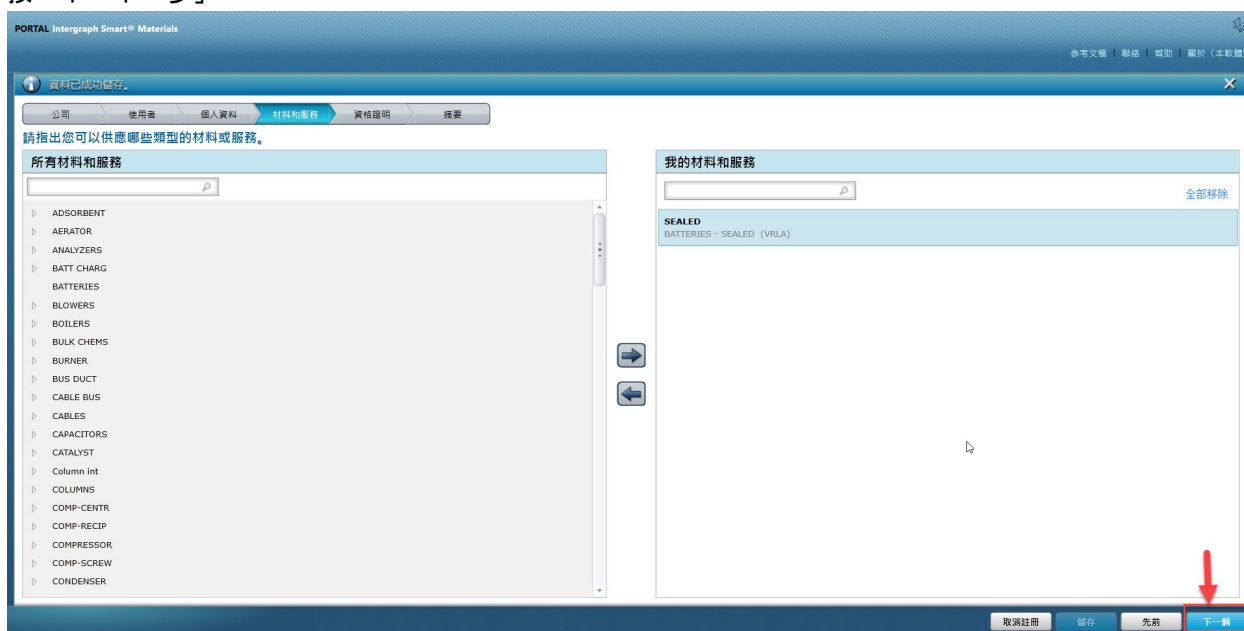 PORTAL Intergraph Smart® Materials
參考文檔 | 聯絡 | 幫助 | 關於（本軟體
資料已成功儲存。
公司 使用者 個人資料 材料和服務 資格證明 摘要
請指出您可以供應哪些類型的材料或服務。
所有材料和服務
ADSORBENT
AERATOR
ANALYZERS
BATT CHARG
BATTERIES
BLOWERS
BOILERS
BULK CHEMS
BURNER
BUS DUCT
CABLE BUS
CABLES
CAPACITORS
CATALYST
Column int
COLUMNS
COMP-CENTR
COMP-RECIP
COMPRESSOR
COMP-SCREW
CONDENSER
我的材料和服務
全部移除
SEALED
BATTERIES - SEALED (VRLA)
取消註冊 儲存 先前 下一個